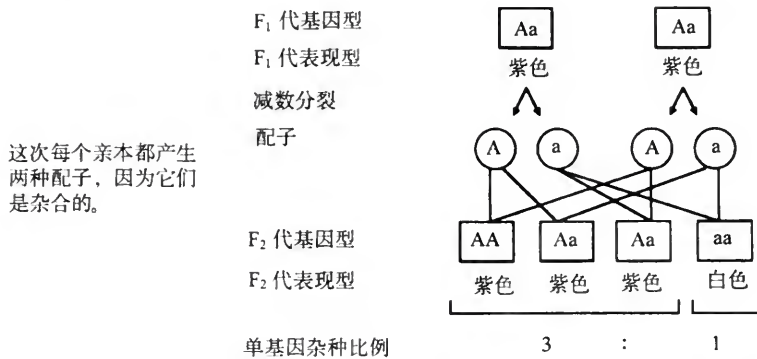 F₁ 代基因型 Aa Aa
F₁ 代表现型 紫色 紫色
减数分裂
配子 A a A a
这次每个亲本都产生
两种配子，因为它们
是杂合的。
F₂ 代基因型 AA Aa Aa aa
F₂ 代表现型 紫色 紫色 紫色 白色
单基因杂种比例 3 : 1